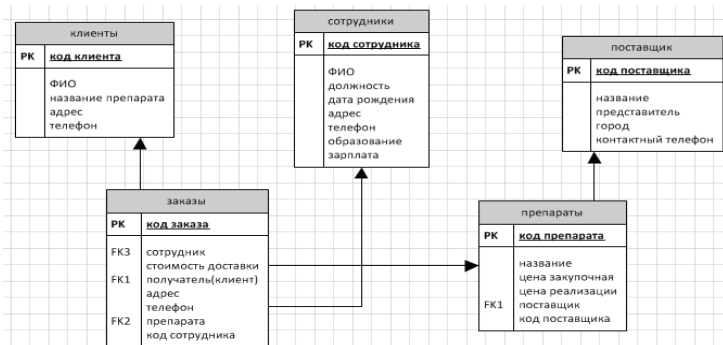 клиенты
PK код клиента
ФИО
название препарата
адрес
телефон
сотрудники
PK код сотрудника
ФИО
должность
дата рождения
адрес
телефон
образование
зарплата
поставщик
PK код поставщика
название
представитель
город
контактный телефон
заказы
PK код заказа
FK3 сотрудник
стоимость доставки
FK1 получатель(клиент)
адрес
телефон
FK2 препарата
код сотрудника
препараты
PK код препарата
название
цена закупочная
цена реализации
FK1 поставщик
код поставщика